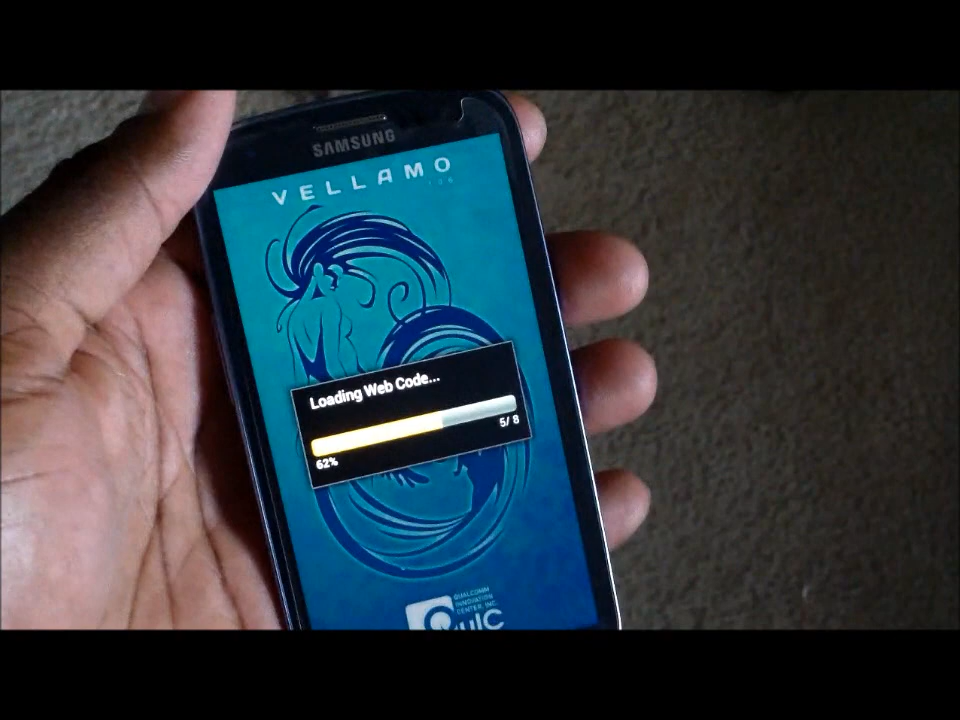 SAMSUNG
VELLAMO
Loading Web Code...
5/ 8
62%
QUALCOMM
INNOVATION
CENTER, INC.
QuIC